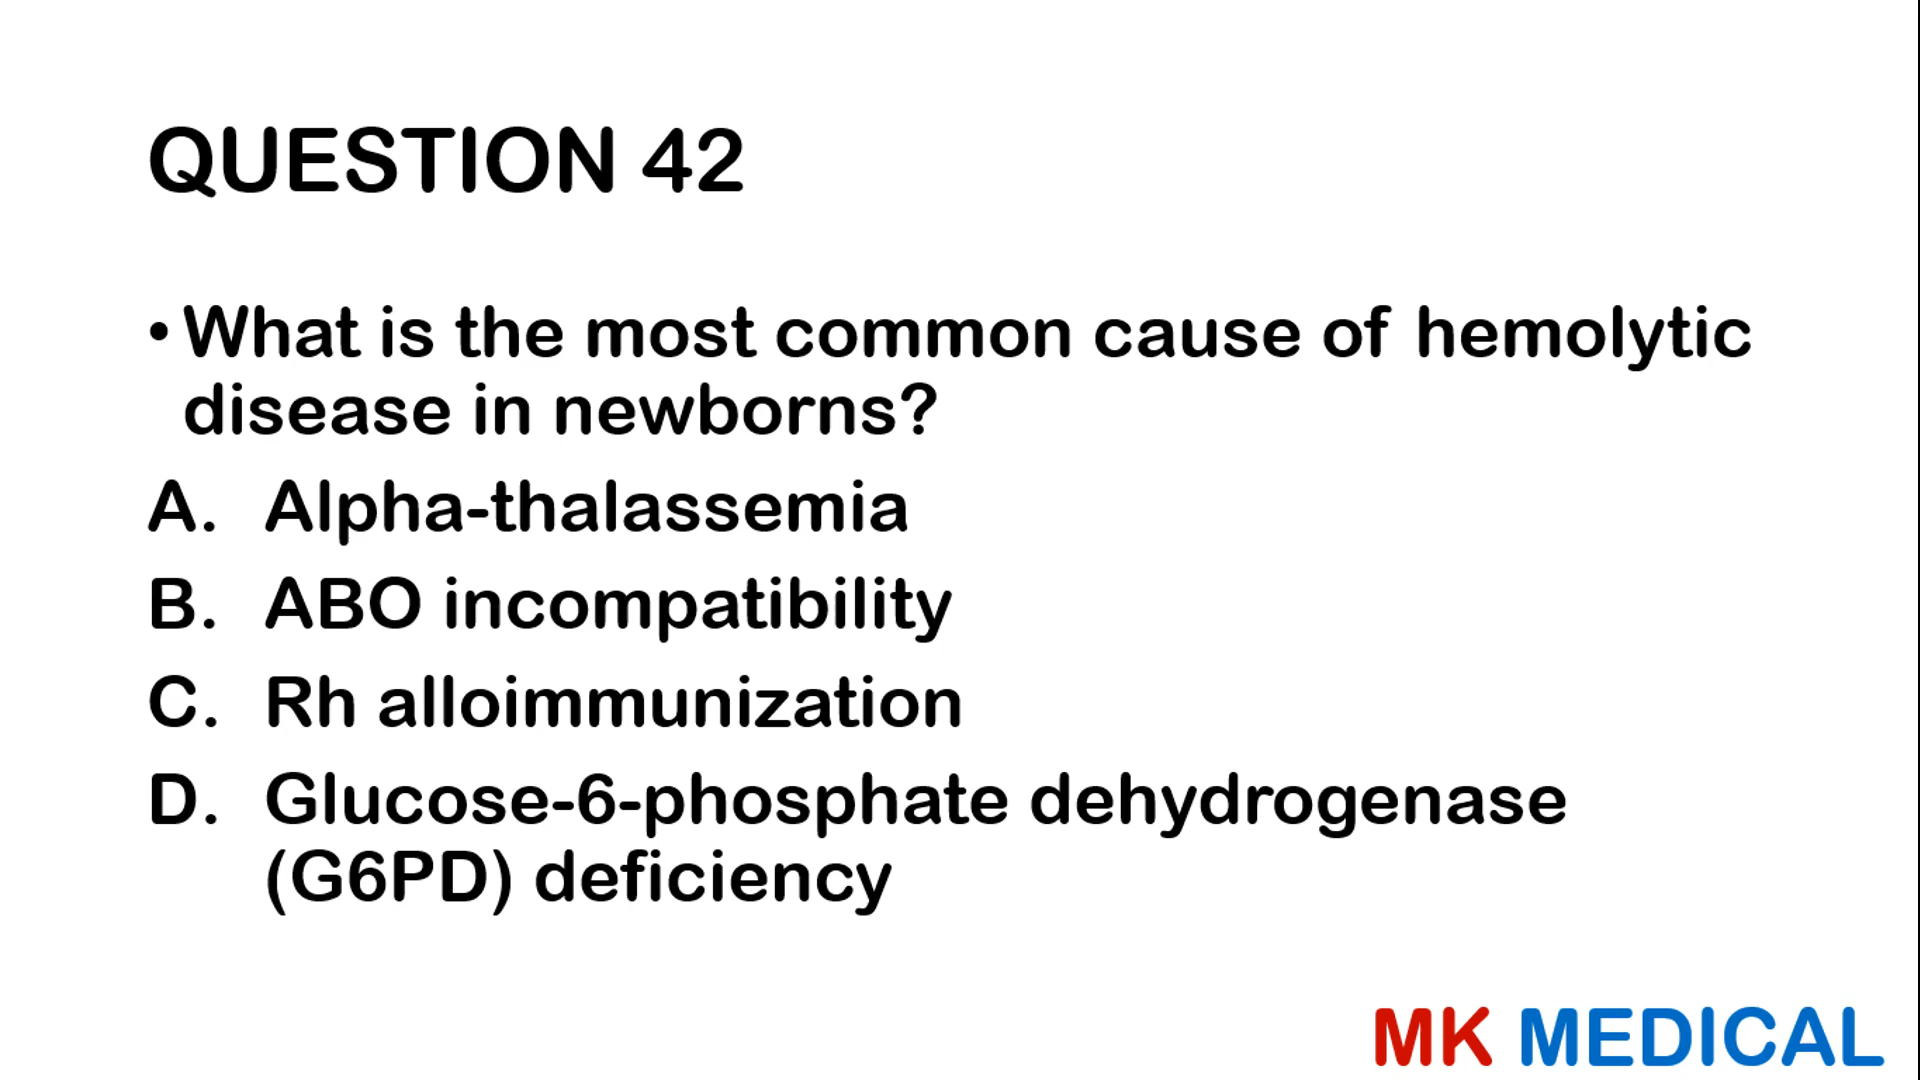 QUESTION 42
• What is the most common cause of hemolytic
disease in newborns?
A. Alpha-thalassemia
B. ABO incompatibility
C. Rh alloimmunization
D. Glucose-6-phosphate dehydrogenase
(G6PD) deficiency
MK MEDICAL